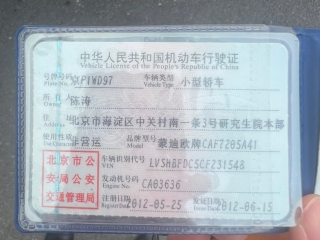 中华人民共和国机动车行驶证
Vehicle License of the People's Republic of China
号牌号码 京P1WD97 车辆类型 小型轿车
Plate No. Vehicle Type
所有人 陈涛
住址 北京市海淀区中关村南一条3号研究生院本部
使用性质 非营运 品牌型号 蒙迪欧牌CAF7205A41
Use Character
北京市公安局公安交通管理局
车辆识别代号 LVSHBFDC5CF231548
VIN
发动机号码 CA03636
Engine No.
注册日期 2012-05-25 发证日期 2012-06-15